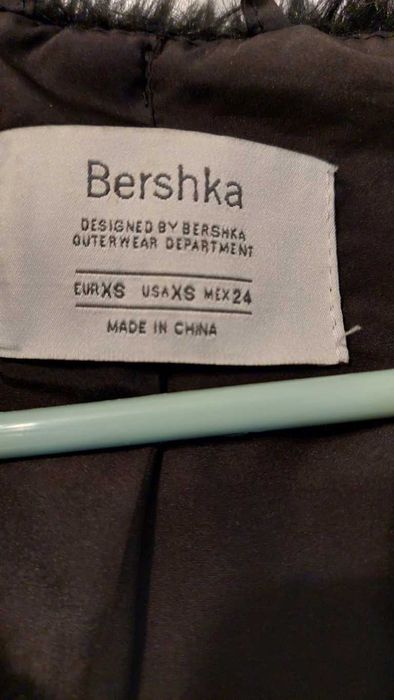 Bershka
DESIGNED BY BERSHKA
OUTERWEAR DEPARTMENT
EUR XS USA XS MEX 24
MADE IN CHINA